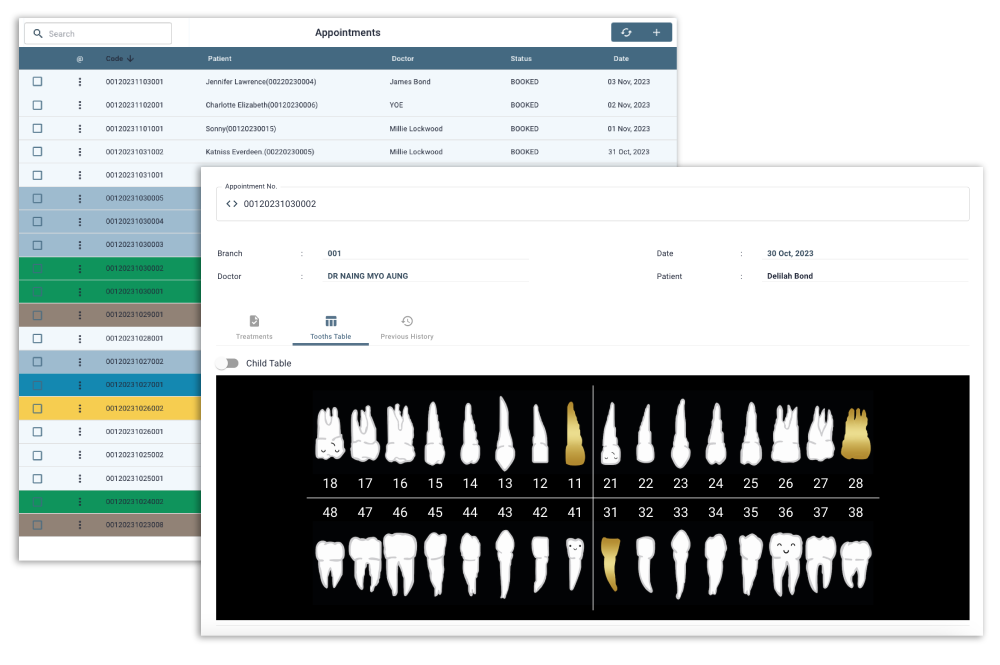 Search
Appointments
@ Code Patient Doctor Status Date
00120231103001 Jennifer Lawrence(00220230004) James Bond BOOKED 03 Nov, 2023
00120231102001 Charlotte Elizabeth(00120230006) YOE BOOKED 02 Nov, 2023
00120231101001 Sonny(00120230015) Millie Lockwood BOOKED 01 Nov, 2023
00120231031002 Katniss Everdeen (00220230005) Millie Lockwood BOOKED 31 Oct, 2023
00120231031001
00120231030005
00120231030004
00120231030003
00120231030002
00120231030001
00120231029001
00120231028001
00120231027002
00120231027001
00120231026002
00120231026001
00120231025002
00120231025001
00120231024002
00120231023008
Appointment No.
00120231030002
Branch : 001 Date : 30 Oct, 2023
Doctor : DR NAING MYO AUNG Patient : Delilah Bond
Treatments Tooths Table Previous History
Child Table
18 17 16 15 14 13 12 11 21 22 23 24 25 26 27 28
48 47 46 45 44 43 42 41 31 32 33 34 35 36 37 38